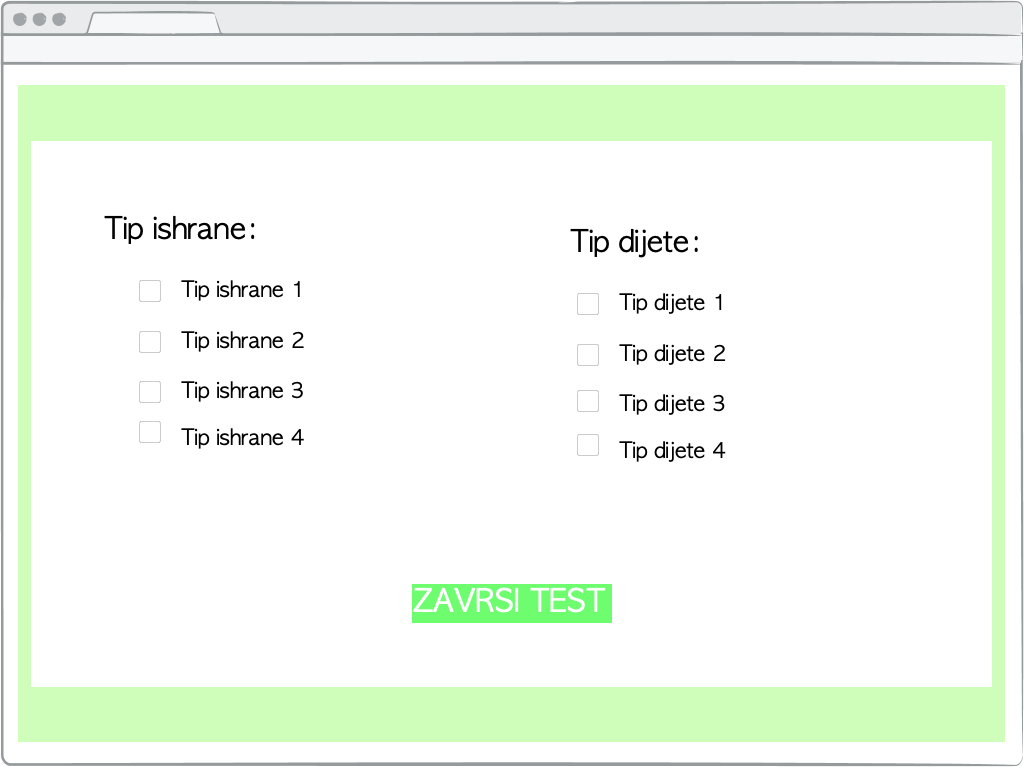 Tip ishrane:
Tip ishrane 1
Tip ishrane 2
Tip ishrane 3
Tip ishrane 4
Tip dijete:
Tip dijete 1
Tip dijete 2
Tip dijete 3
Tip dijete 4
ZAVRSI TEST